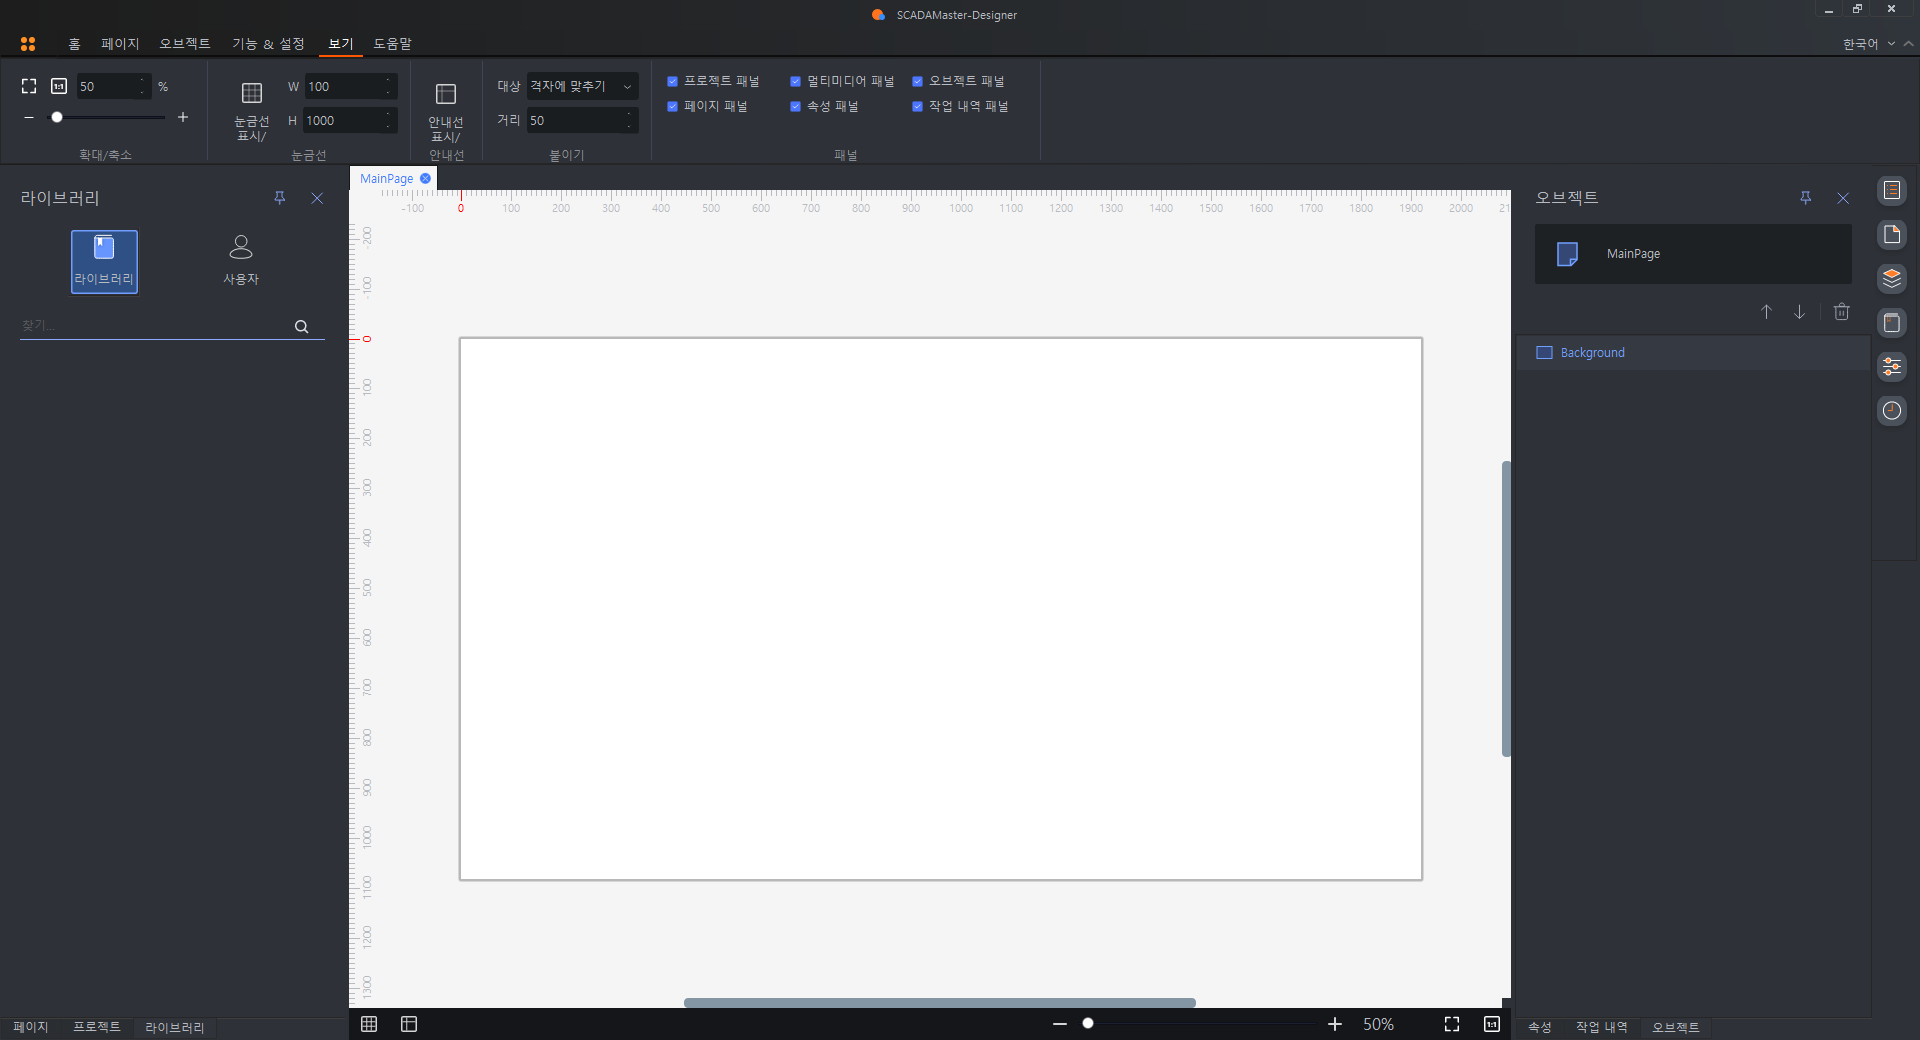 SCADAMaster-Designer
홈 페이지 오브젝트 기능 & 설정 보기 도움말 한국어
1:1 50 % W 100 대상 격자에 맞추기 프로젝트 패널 멀티미디어 패널 오브젝트 패널
눈금선 표시/ H 1000 안내선 표시/ 거리 50 페이지 패널 속성 패널 작업 내역 패널
확대/축소 눈금선 안내선 붙이기 패널
MainPage
라이브러리 오브젝트
-100 0 100 200 300 400 500 600 700 800 900 1000 1100 1200 1300 1400 1500 1600 1700 1800 1900 2000 21
라이브러리 사용자
MainPage
찾기...
Background
-200
-100
0
100
200
300
400
500
600
700
800
900
1000
1100
1200
1300
페이지 프로젝트 라이브러리 50% 1:1 속성 작업 내역 오브젝트